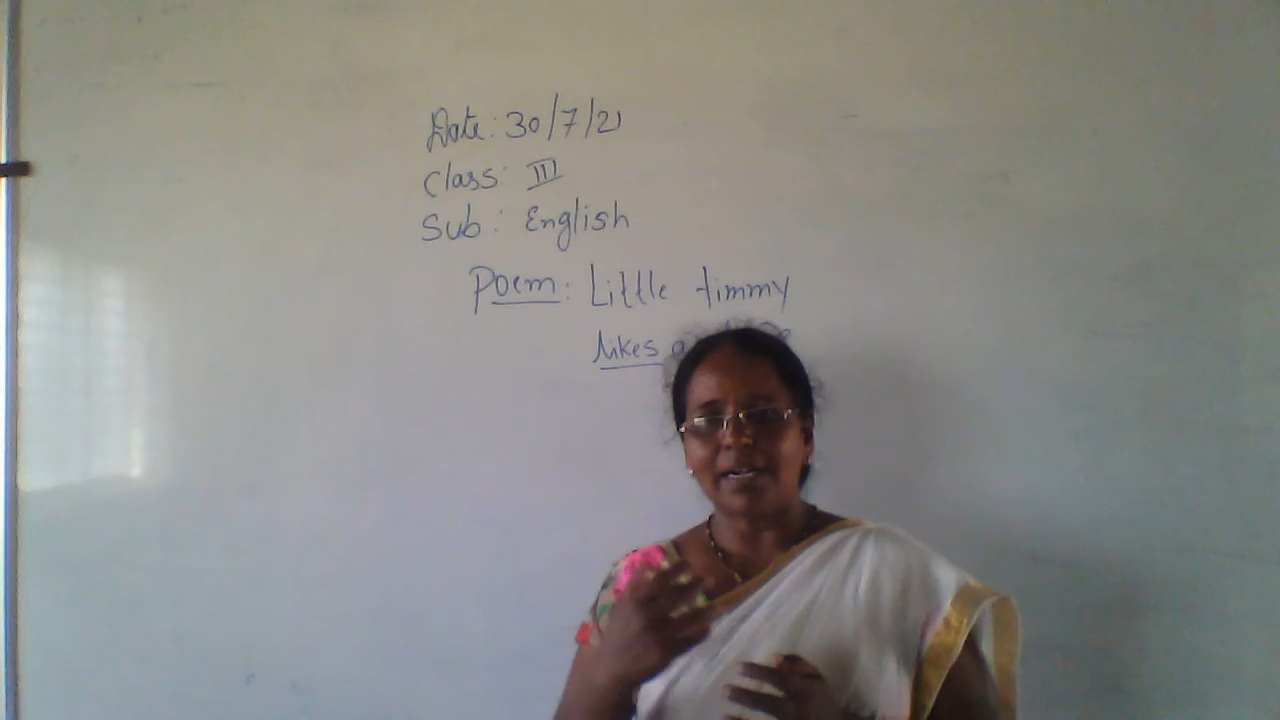 Date: 30/7/21
Class: III
Sub: English
Poem: Little timmy
likes a